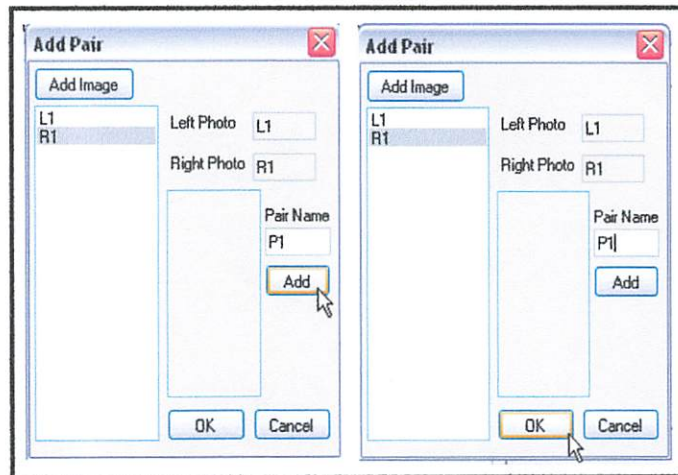 Add Pair
Add Image
L1
R1
Left Photo L1
Right Photo R1
Pair Name
P1
Add
OK Cancel
Add Pair
Add Image
L1
R1
Left Photo L1
Right Photo R1
Pair Name
P1
Add
OK Cancel